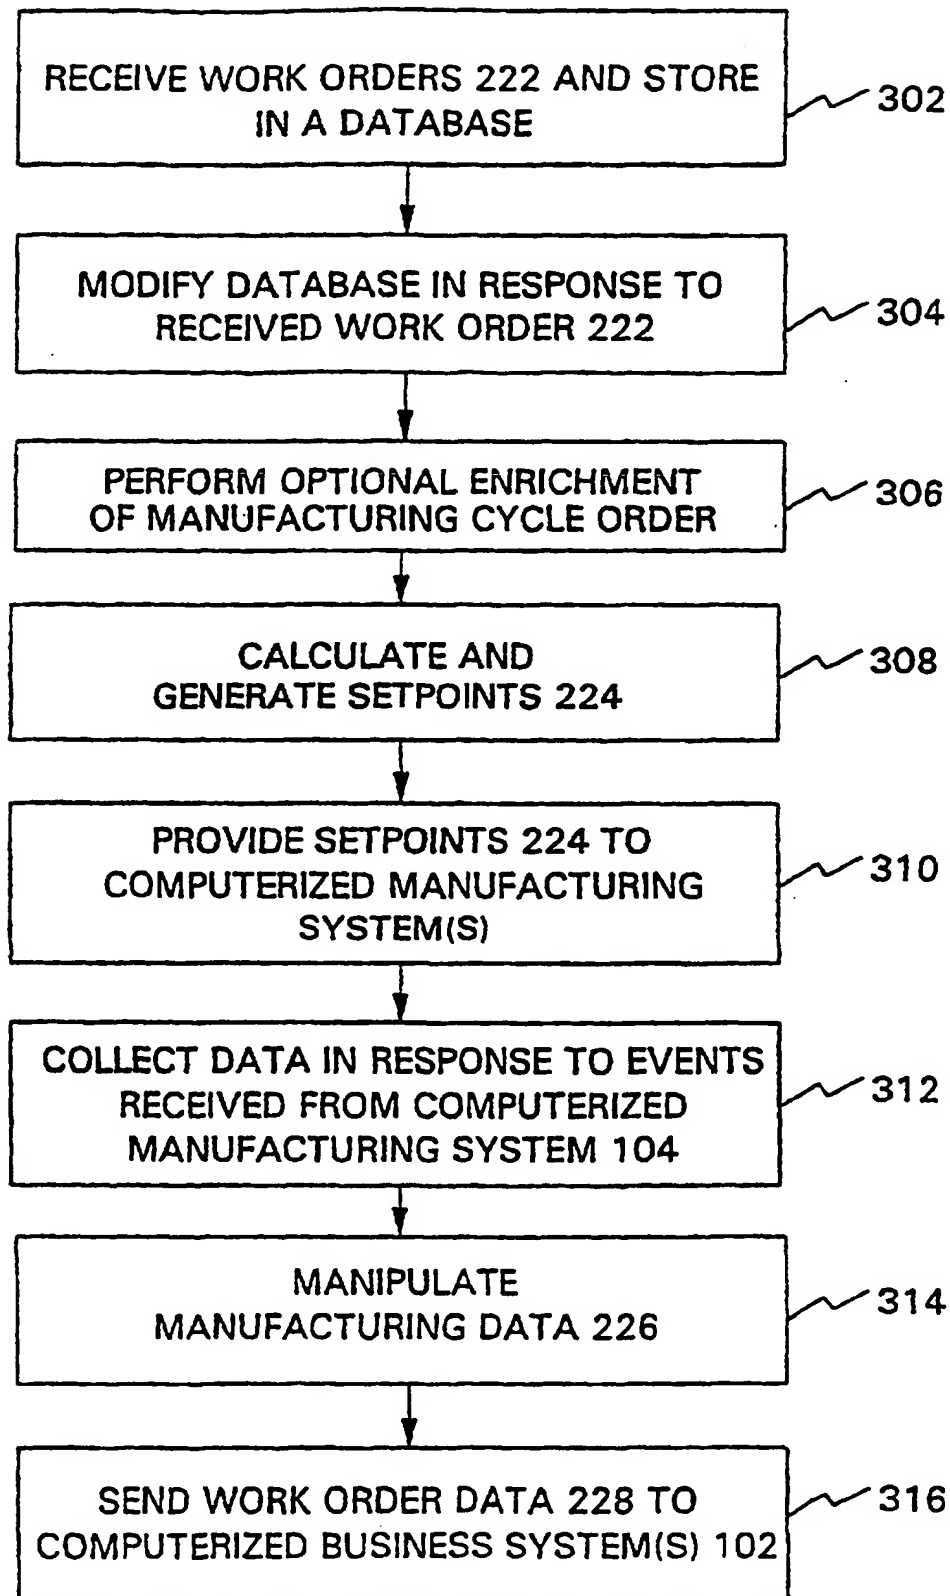 RECEIVE WORK ORDERS 222 AND STORE
IN A DATABASE
302
MODIFY DATABASE IN RESPONSE TO
RECEIVED WORK ORDER 222
304
PERFORM OPTIONAL ENRICHMENT
OF MANUFACTURING CYCLE ORDER
306
CALCULATE AND
GENERATE SETPOINTS 224
308
PROVIDE SETPOINTS 224 TO
COMPUTERIZED MANUFACTURING
SYSTEM(S)
310
COLLECT DATA IN RESPONSE TO EVENTS
RECEIVED FROM COMPUTERIZED
MANUFACTURING SYSTEM 104
312
MANIPULATE
MANUFACTURING DATA 226
314
SEND WORK ORDER DATA 228 TO
COMPUTERIZED BUSINESS SYSTEM(S) 102
316